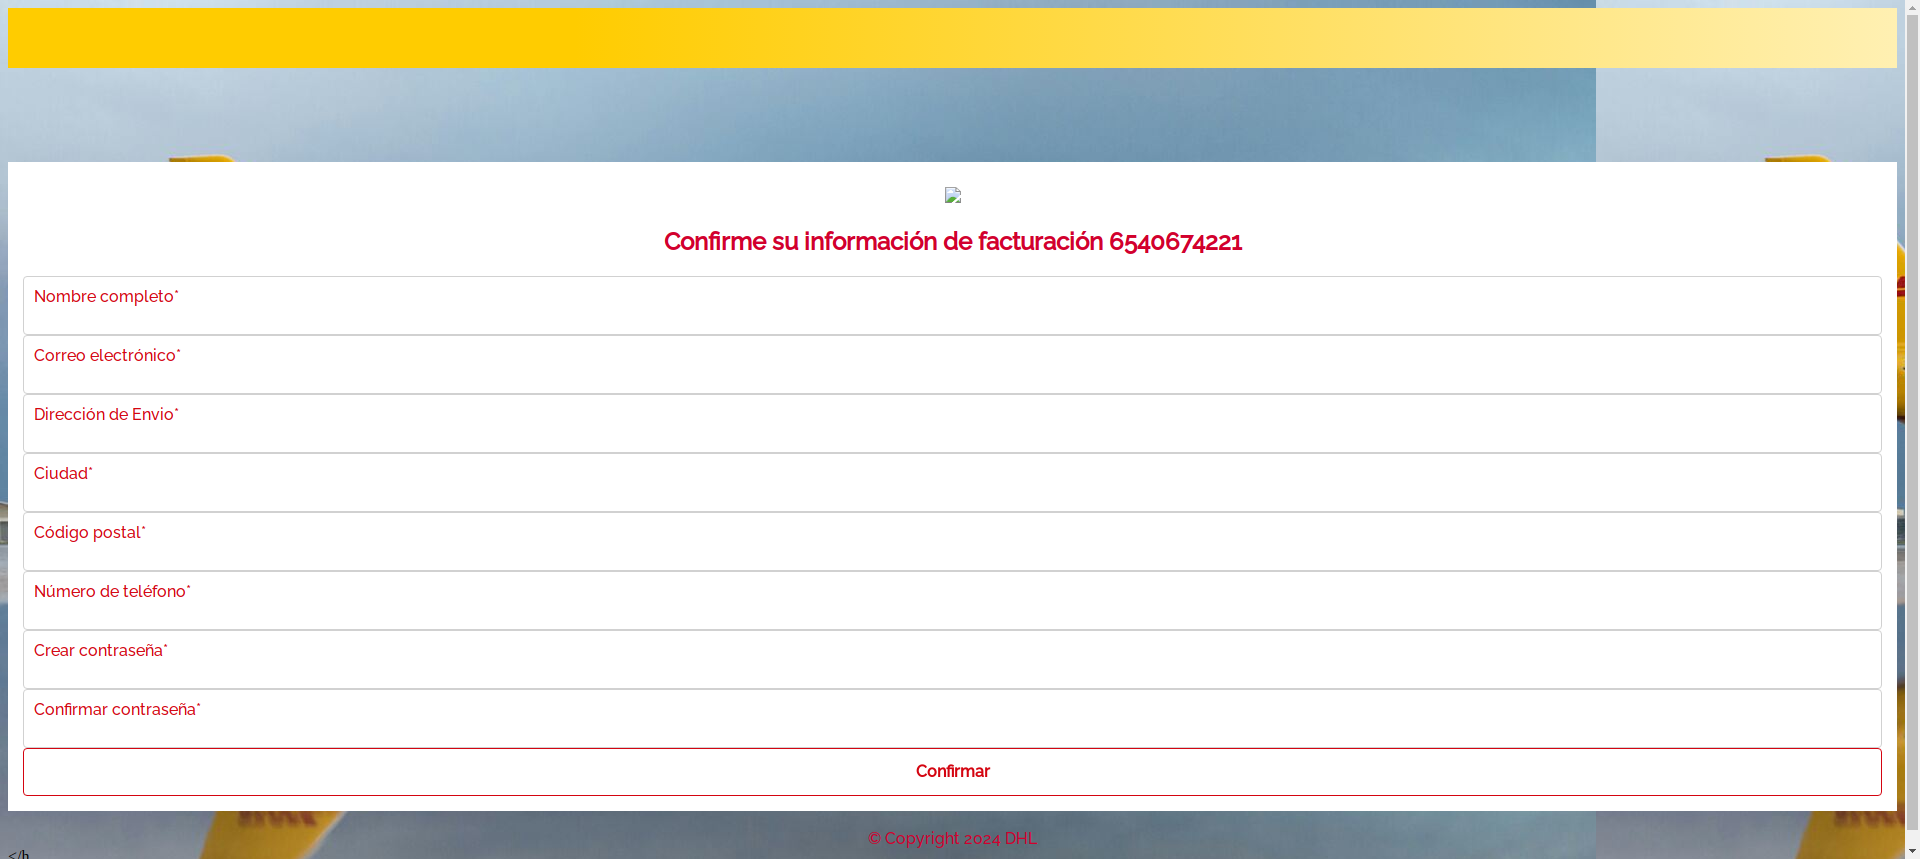 Confirme su información de facturación 6540674221
Nombre completo*
Correo electrónico*
Dirección de Envio*
Ciudad*
Código postal*
Número de teléfono*
Crear contraseña*
Confirmar contraseña*
Confirmar
© Copyright 2024 DHL
</h